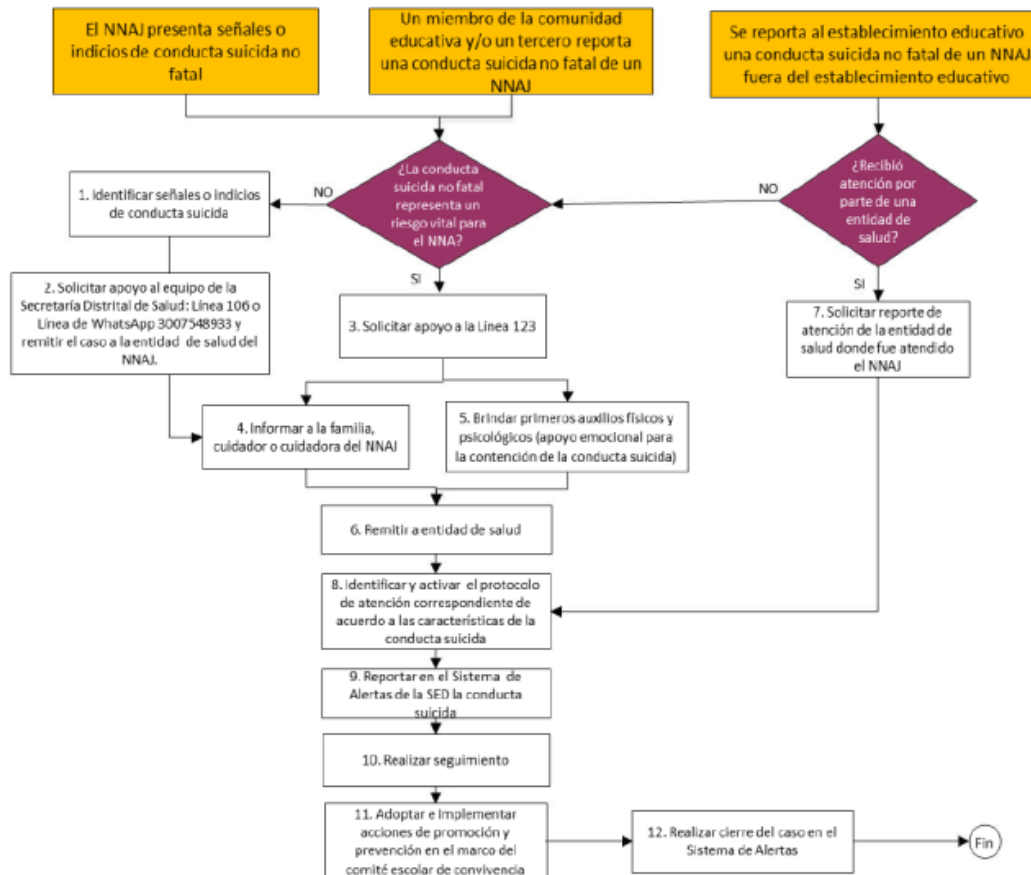 El NNAJ presenta señales o
indicios de conducta suicida no
fatal
Un miembro de la comunidad
educativa y/o un tercero reporta
una conducta suicida no fatal de un
NNAJ
Se reporta al establecimiento educativo
una conducta suicida no fatal de un NNAJ
fuera del establecimiento educativo
¿La conducta
suicida no fatal
representa un
riesgo vital para
el NNA?
NO
SI
¿Recibió
atención por
parte de una
entidad de
salud?
NO
SI
1. Identificar señales o indicios
de conducta suicida
2. Solicitar apoyo al equipo de la
Secretaría Distrital de Salud: Línea 106 o
Línea de WhatsApp 3007548933 y
remitir el caso a la entidad de salud del
NNAJ.
3. Solicitar apoyo a la Linea 123
7. Solicitar reporte de
atención de la entidad de
salud donde fue atendido
el NNAJ
4. Informar a la familia,
cuidador o cuidadora del NNAJ
5. Brindar primeros auxilios físicos y
psicológicos (apoyo emocional para
la contención de la conducta suicida)
6. Remitir a entidad de salud
8. Identificar y activar el protocolo
de atención correspondiente de
acuerdo a las características de la
conducta suicida
9. Reportar en el Sistema de
Alertas de la SED la conducta
suicida
10. Realizar seguimiento
11. Adoptar e Implementar
acciones de promoción y
prevención en el marco del
comité escolar de convivencia
12. Realizar cierre del caso en el
Sistema de Alertas
Fin